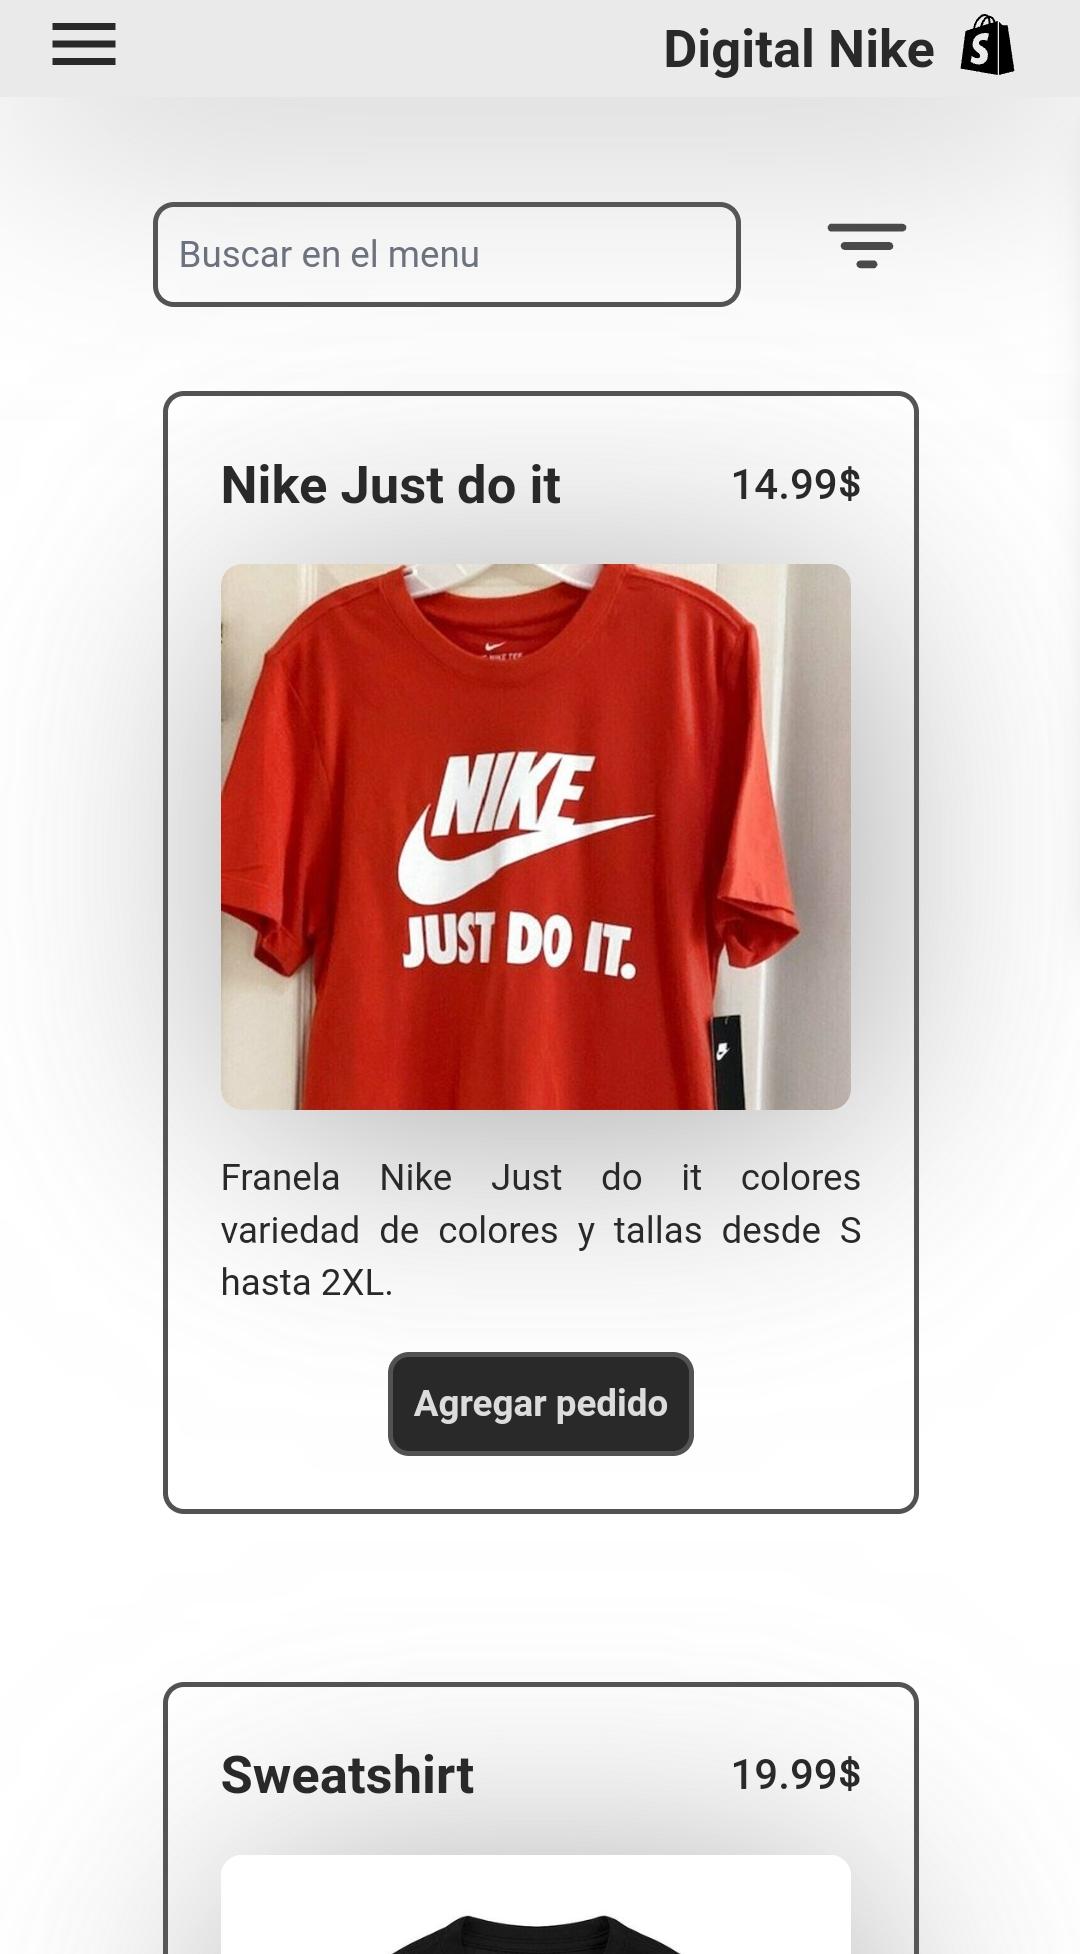 Digital Nike
Buscar en el menu
Nike Just do it 14.99$
NIKE
JUST DO IT.
Franela Nike Just do it colores
variedad de colores y tallas desde S
hasta 2XL.
Agregar pedido
Sweatshirt 19.99$